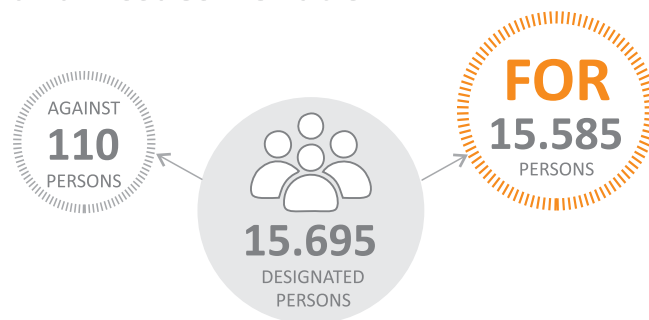 AGAINST
110
PERSONS
FOR
15.585
PERSONS
15.695
DESIGNATED
PERSONS